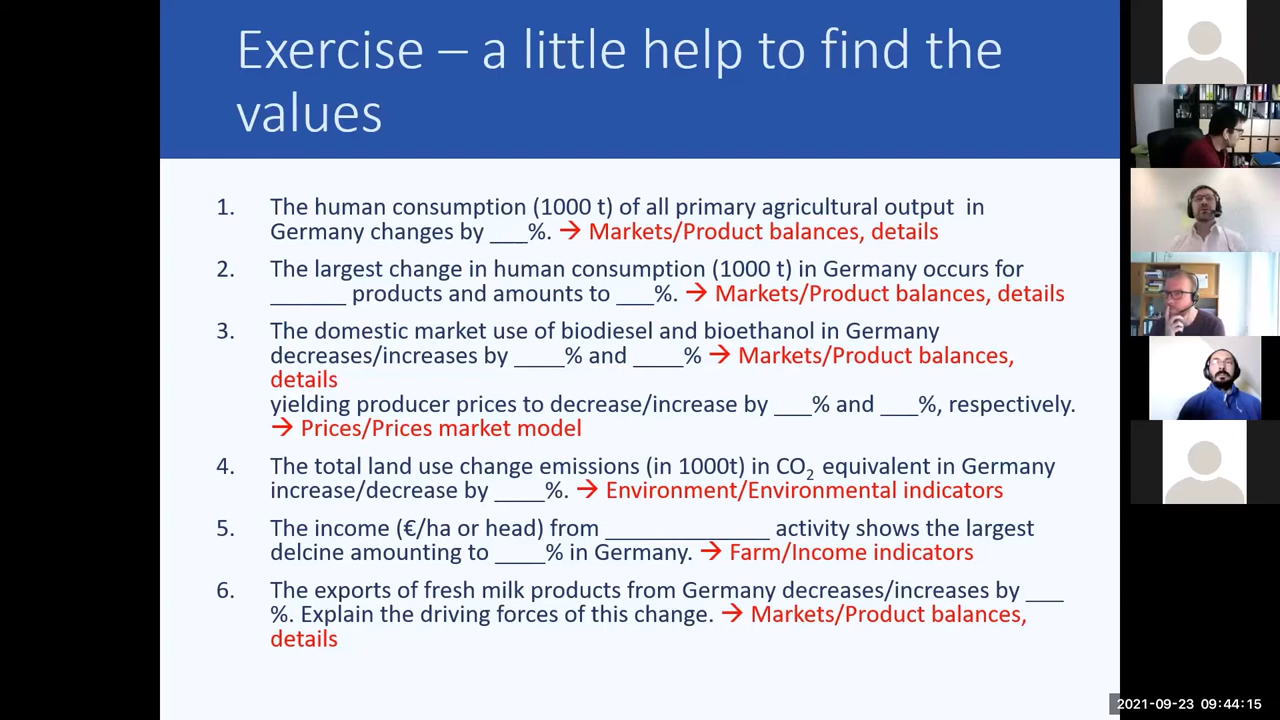 Exercise – a little help to find the
values
1. The human consumption (1000 t) of all primary agricultural output in
Germany changes by ___%. → Markets/Product balances, details
2. The largest change in human consumption (1000 t) in Germany occurs for
______ products and amounts to ___%. → Markets/Product balances, details
3. The domestic market use of biodiesel and bioethanol in Germany
decreases/increases by ____% and ____% → Markets/Product balances,
details
yielding producer prices to decrease/increase by ___% and ___%, respectively.
→ Prices/Prices market model
4. The total land use change emissions (in 1000t) in CO₂ equivalent in Germany
increase/decrease by ____%. → Environment/Environmental indicators
5. The income (€/ha or head) from _____________ activity shows the largest
delcine amounting to ____% in Germany. → Farm/Income indicators
6. The exports of fresh milk products from Germany decreases/increases by ___
%. Explain the driving forces of this change. → Markets/Product balances,
details
2021-09-23 09:44:15